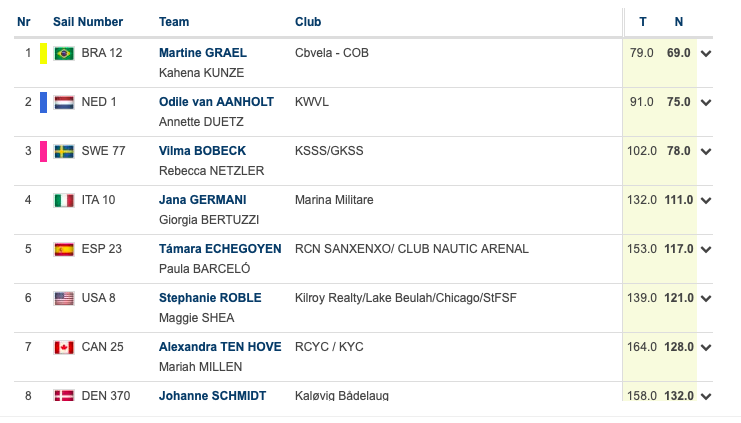 Nr Sail Number Team Club T N
1 BRA 12 Martine GRAEL Cbvela - COB 79.0 69.0
Kahena KUNZE
2 NED 1 Odile van AANHOLT KWVL 91.0 75.0
Annette DUETZ
3 SWE 77 Vilma BOBECK KSSS/GKSS 102.0 78.0
Rebecca NETZLER
4 ITA 10 Jana GERMANI Marina Militare 132.0 111.0
Giorgia BERTUZZI
5 ESP 23 Támara ECHEGOYEN RCN SANXENXO/ CLUB NAUTIC ARENAL 153.0 117.0
Paula BARCELÓ
6 USA 8 Stephanie ROBLE Kilroy Realty/Lake Beulah/Chicago/StFSF 139.0 121.0
Maggie SHEA
7 CAN 25 Alexandra TEN HOVE RCYC / KYC 164.0 128.0
Mariah MILLEN
8 DEN 370 Johanne SCHMIDT Kaløvig Bådelaug 158.0 132.0